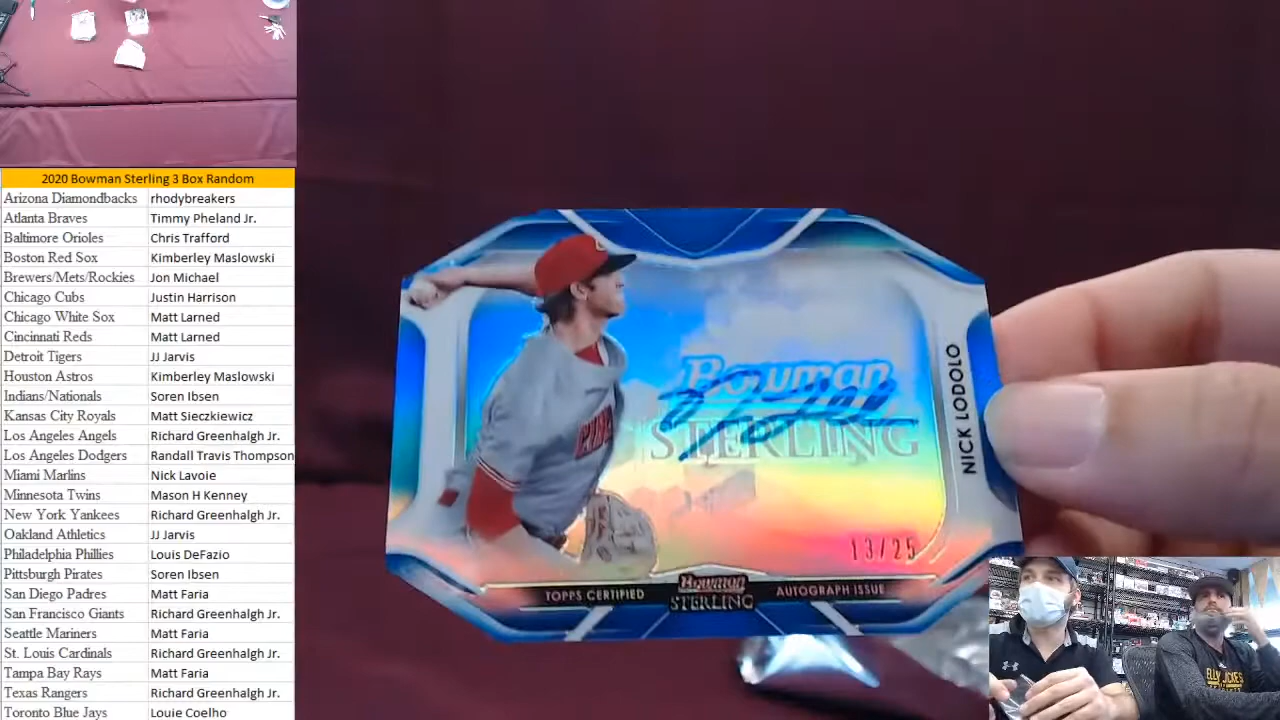 2020 Bowman Sterling 3 Box Random
Arizona Diamondbacks rhodybreakers
Atlanta Braves Timmy Pheland Jr.
Baltimore Orioles Chris Trafford
Boston Red Sox Kimberley Maslowski
Brewers/Mets/Rockies Jon Michael
Chicago Cubs Justin Harrison
Chicago White Sox Matt Larned
Cincinnati Reds Matt Larned
Detroit Tigers JJ Jarvis
Houston Astros Kimberley Maslowski
Indians/Nationals Soren Ibsen
Kansas City Royals Matt Sieczkiewicz
Los Angeles Angels Richard Greenhalgh Jr.
Los Angeles Dodgers Randall Travis Thompson
Miami Marlins Nick Lavoie
Minnesota Twins Mason H Kenney
New York Yankees Richard Greenhalgh Jr.
Oakland Athletics JJ Jarvis
Philadelphia Phillies Louis DeFazio
Pittsburgh Pirates Soren Ibsen
San Diego Padres Matt Faria
San Francisco Giants Richard Greenhalgh Jr.
Seattle Mariners Matt Faria
St. Louis Cardinals Richard Greenhalgh Jr.
Tampa Bay Rays Matt Faria
Texas Rangers Richard Greenhalgh Jr.
Toronto Blue Jays Louie Coelho
Bowman
STERLING
NICK LODOLO
13/25
TOPPS CERTIFIED
Bowman
STERLING
AUTOGRAPH ISSUE